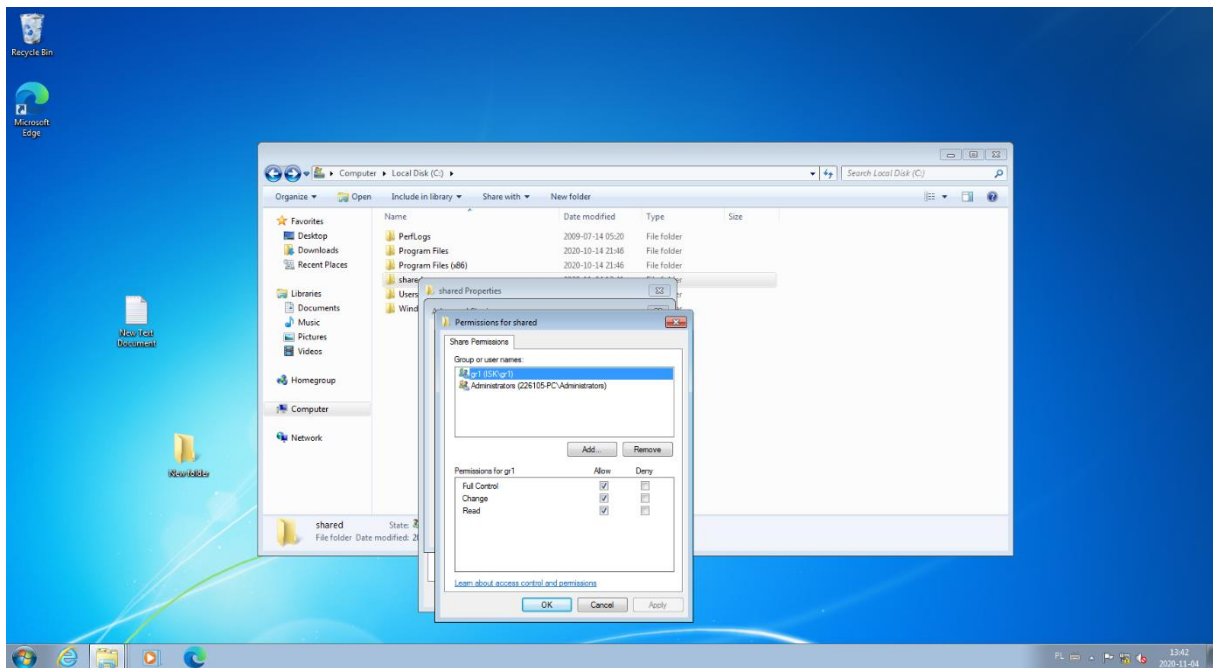 Recycle Bin
Microsoft
Edge
New Text
Document
New folder
Computer ▸ Local Disk (C:) ▸
Search Local Disk (C:)
Organize ▾ Open Include in library ▾ Share with ▾ New folder
Name Date modified Type Size
Favorites
Desktop
Downloads
Recent Places
Libraries
Documents
Music
Pictures
Videos
Homegroup
Computer
Network
PerfLogs 2009-07-14 05:20 File folder
Program Files 2020-10-14 21:46 File folder
Program Files (x86) 2020-10-14 21:46 File folder
shared
Users
Wind
shared Properties
Permissions for shared
Share Permissions
Group or user names:
gr1 (ISK\gr1)
Administrators (226105-PC\Administrators)
Add... Remove
Permissions for gr1 Allow Deny
Full Control
Change
Read
Learn about access control and permissions
OK Cancel Apply
shared State:
File folder Date modified: 2
PL
13:42
2020-11-04